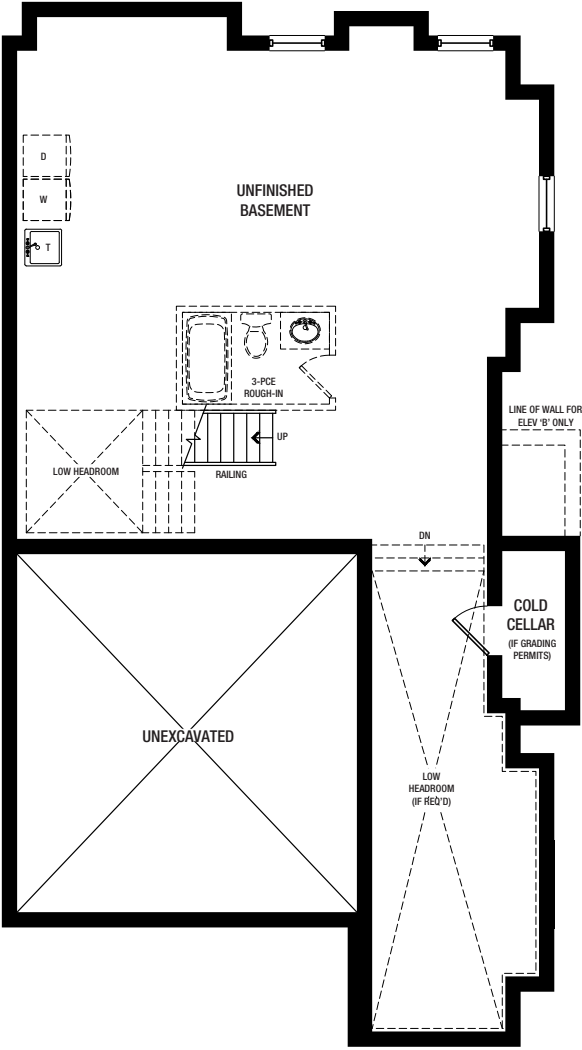 D
W
T
UNFINISHED
BASEMENT
3-PCE
ROUGH-IN
LINE OF WALL FOR
ELEV 'B' ONLY
UP
LOW HEADROOM
RAILING
DN
COLD
CELLAR
(IF GRADING
PERMITS)
UNEXCAVATED
LOW
HEADROOM
(IF REQ'D)